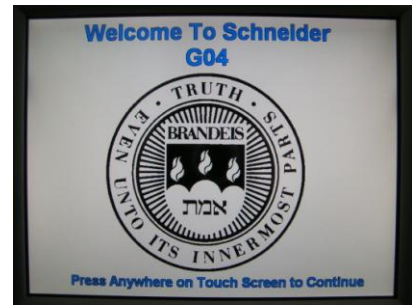 Welcome To Schneider
G04
TRUTH
EVEN UNTO ITS INNERMOST PARTS
BRANDEIS
אמת
Press Anywhere on Touch Screen to Continue